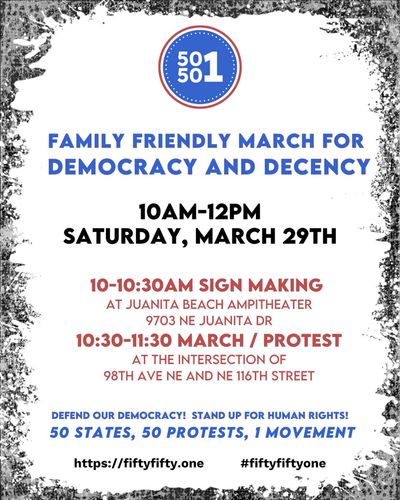 50
50 1
FAMILY FRIENDLY MARCH FOR
DEMOCRACY AND DECENCY
10AM-12PM
SATURDAY, MARCH 29TH
10-10:30AM SIGN MAKING
AT JUANITA BEACH AMPITHEATER
9703 NE JUANITA DR
10:30-11:30 MARCH / PROTEST
AT THE INTERSECTION OF
98TH AVE NE AND NE 116TH STREET
DEFEND OUR DEMOCRACY! STAND UP FOR HUMAN RIGHTS!
50 STATES, 50 PROTESTS, 1 MOVEMENT
https://fiftyfifty.one #fiftyfiftyone